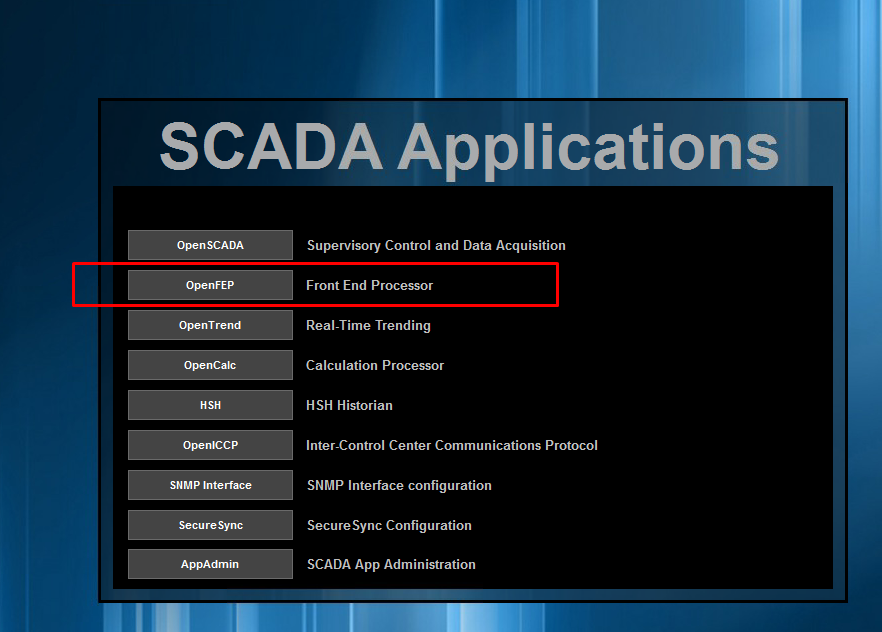 SCADA Applications
OpenSCADA Supervisory Control and Data Acquisition
OpenFEP Front End Processor
OpenTrend Real-Time Trending
OpenCalc Calculation Processor
HSH HSH Historian
OpenICCP Inter-Control Center Communications Protocol
SNMP Interface SNMP Interface configuration
SecureSync SecureSync Configuration
AppAdmin SCADA App Administration